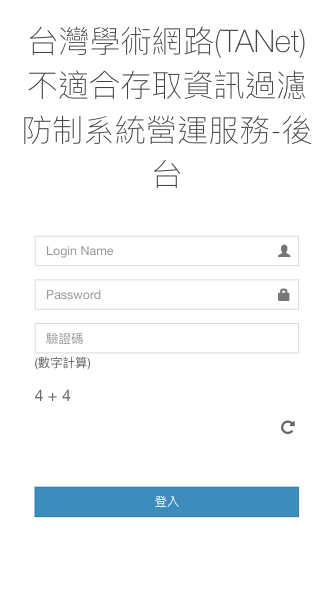 台灣學術網路(TANet)
不適合存取資訊過濾
防制系統營運服務-後
台
Login Name
Password
驗證碼
(數字計算)
4 + 4
登入